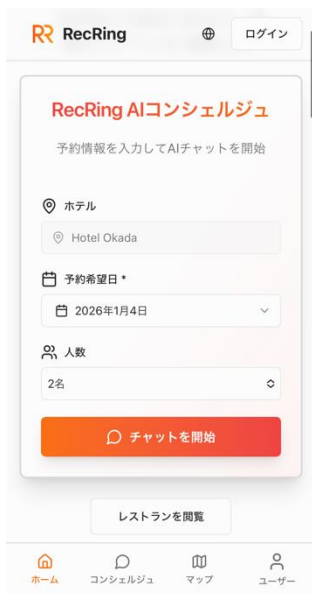 RecRing
ログイン
RecRing AIコンシェルジュ
予約情報を入力してAIチャットを開始
ホテル
Hotel Okada
予約希望日 *
2026年1月4日
人数
2名
チャットを開始
レストランを閲覧
ホーム
コンシェルジュ
マップ
ユーザー